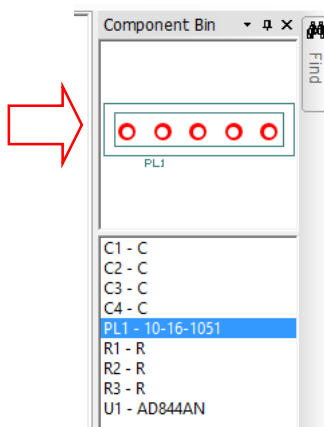 Component Bin
Find
PL1
C1 - C
C2 - C
C3 - C
C4 - C
PL1 - 10-16-1051
R1 - R
R2 - R
R3 - R
U1 - AD844AN